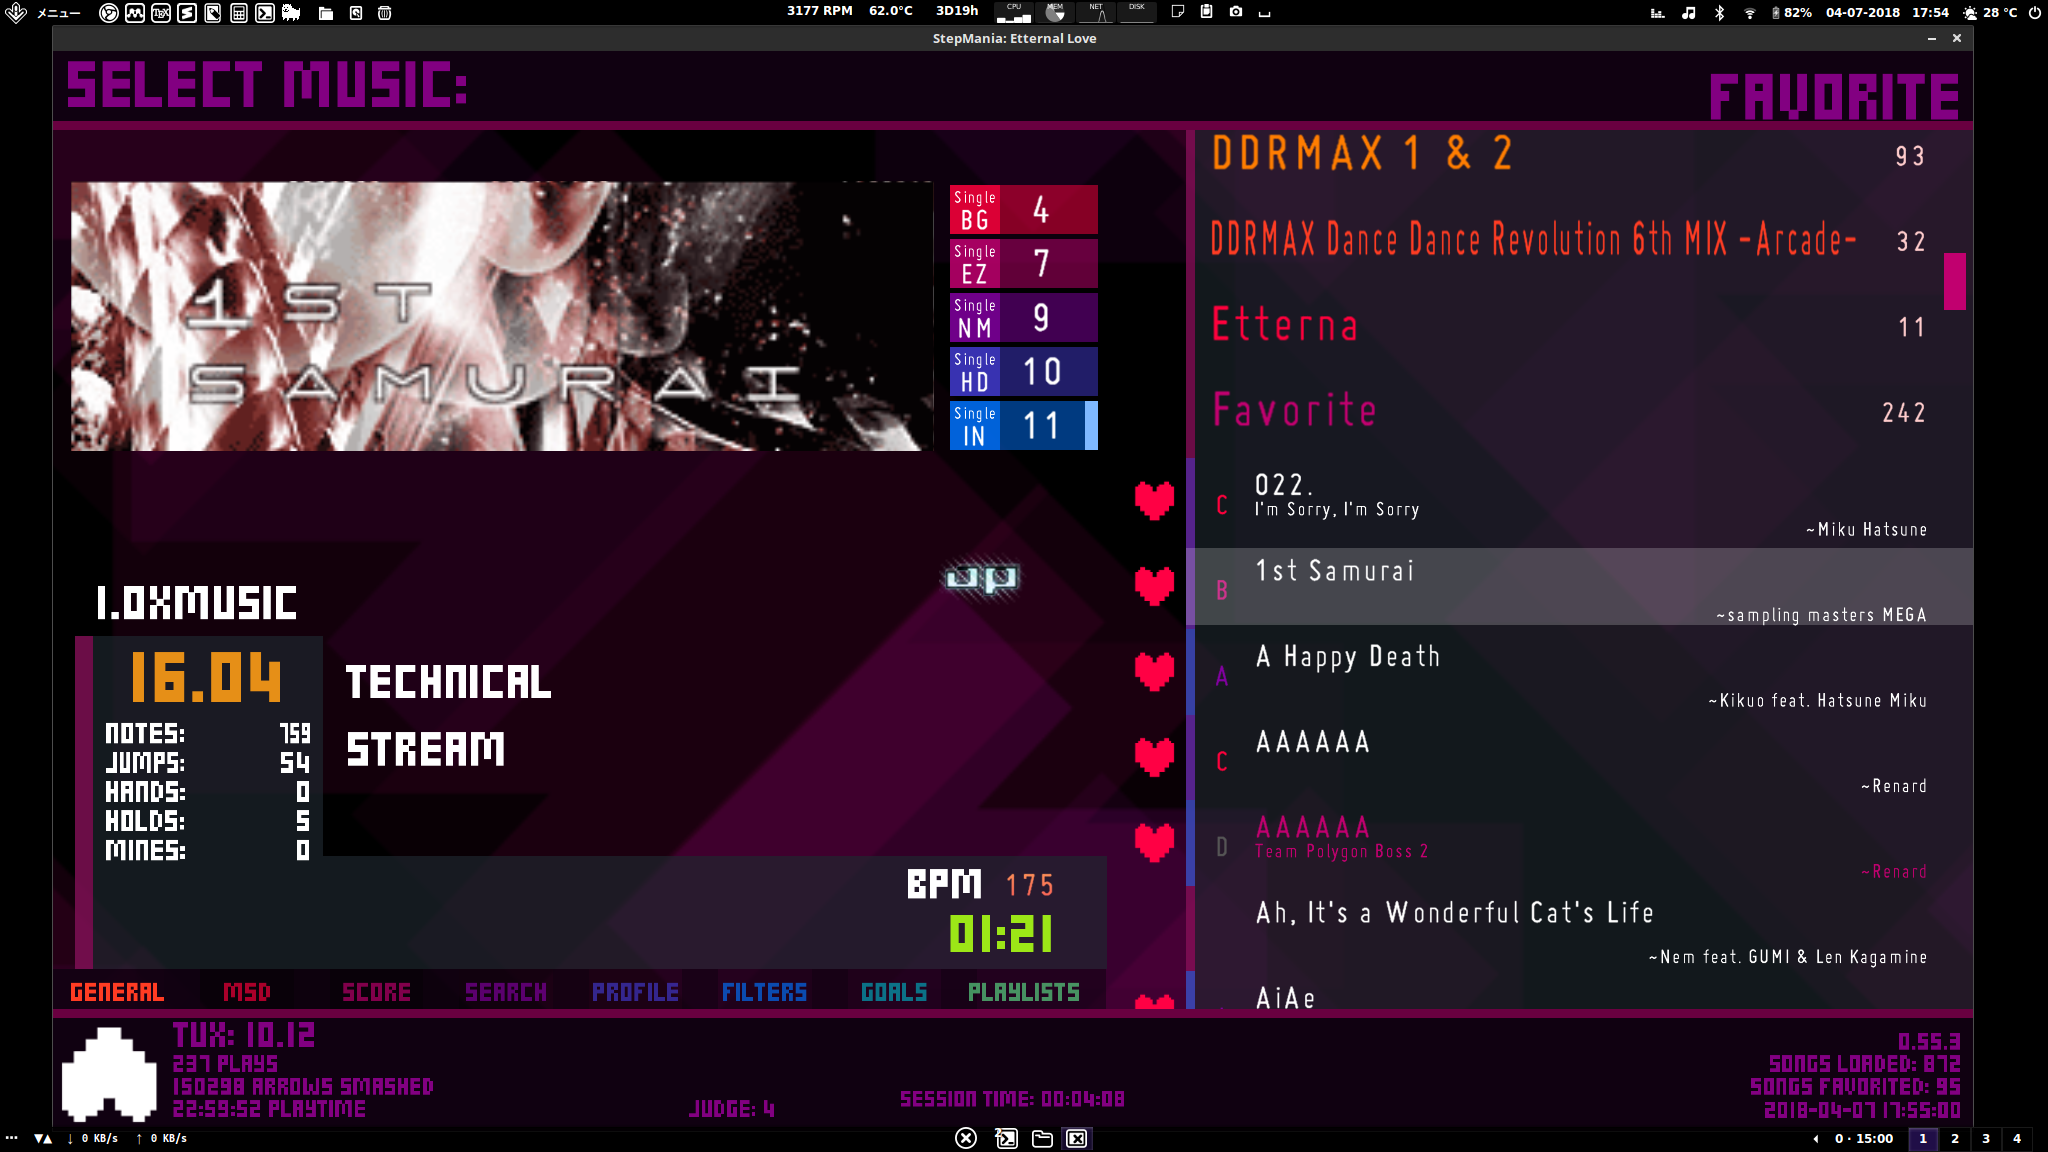 メニュー
3177 RPM 62.0°C 3D19h CPU MEM NET DISK
82% 04-07-2018 17:54 28 °C
StepMania: Etternal Love
SELECT MUSIC:
FAVORITE
1ST
SAMURAI
Single BG 4
Single EZ 7
Single NM 9
Single HD 10
Single IN 11
1.0XMUSIC
16.04
NOTES: 759
JUMPS: 54
HANDS: 0
HOLDS: 5
MINES: 0
TECHNICAL
STREAM
BPM 175
01:21
GENERAL MSD SCORE SEARCH PROFILE FILTERS GOALS PLAYLISTS
DDRMAX 1 & 2 93
DDRMAX Dance Dance Revolution 6th MIX -Arcade- 32
Etterna 11
Favorite 242
C 022.
I'm Sorry, I'm Sorry
~Miku Hatsune
B 1st Samurai
~sampling masters MEGA
A A Happy Death
~Kikuo feat. Hatsune Miku
C AAAAAA
~Renard
D AAAAAA
Team Polygon Boss 2
~Renard
Ah, It's a Wonderful Cat's Life
~Nem feat. GUMI & Len Kagamine
AiAe
TUX: 10.12
237 PLAYS
150298 ARROWS SMASHED
22:59:52 PLAYTIME
JUDGE: 4
SESSION TIME: 00:04:08
0.55.3
SONGS LOADED: 872
SONGS FAVORITED: 95
2018-04-07 17:55:00
↓ 0 KB/s ↑ 0 KB/s
0 · 15:00 1 2 3 4